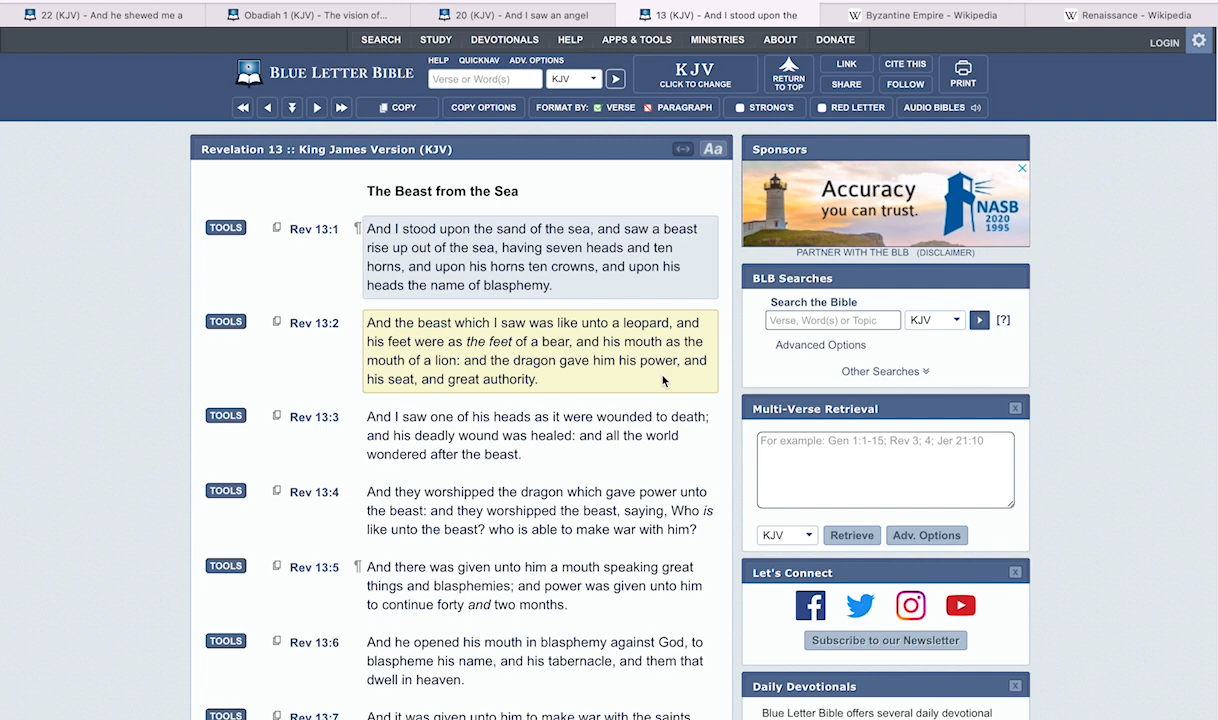 22 (KJV) - And he shewed me a
Obadiah 1 (KJV) - The vision of...
20 (KJV) - And I saw an angel
13 (KJV) - And I stood upon the
Byzantine Empire - Wikipedia
Renaissance - Wikipedia
SEARCH STUDY DEVOTIONALS HELP APPS & TOOLS MINISTRIES ABOUT DONATE
LOGIN
BLUE LETTER BIBLE
HELP QUICKNAV ADV. OPTIONS
Verse or Word(s) KJV
KJV
CLICK TO CHANGE
RETURN
TO TOP
LINK
SHARE
CITE THIS
FOLLOW
PRINT
COPY COPY OPTIONS FORMAT BY: VERSE PARAGRAPH STRONG'S RED LETTER AUDIO BIBLES
Revelation 13 :: King James Version (KJV)
Aa
The Beast from the Sea
TOOLS Rev 13:1 ¶ And I stood upon the sand of the sea, and saw a beast
rise up out of the sea, having seven heads and ten
horns, and upon his horns ten crowns, and upon his
heads the name of blasphemy.
TOOLS Rev 13:2 And the beast which I saw was like unto a leopard, and
his feet were as the feet of a bear, and his mouth as the
mouth of a lion: and the dragon gave him his power, and
his seat, and great authority.
TOOLS Rev 13:3 And I saw one of his heads as it were wounded to death;
and his deadly wound was healed: and all the world
wondered after the beast.
TOOLS Rev 13:4 And they worshipped the dragon which gave power unto
the beast: and they worshipped the beast, saying, Who is
like unto the beast? who is able to make war with him?
TOOLS Rev 13:5 ¶ And there was given unto him a mouth speaking great
things and blasphemies; and power was given unto him
to continue forty and two months.
TOOLS Rev 13:6 And he opened his mouth in blasphemy against God, to
blaspheme his name, and his tabernacle, and them that
dwell in heaven.
TOOLS Rev 13:7 And it was given unto him to make war with the saints,
Sponsors
Accuracy
you can trust.
NASB
2020
1995
PARTNER WITH THE BLB (DISCLAIMER)
BLB Searches
Search the Bible
Verse, Word(s) or Topic KJV [?]
Advanced Options
Other Searches
Multi-Verse Retrieval X
For example: Gen 1:1-15; Rev 3; 4; Jer 21:10
KJV Retrieve Adv. Options
Let's Connect X
Subscribe to our Newsletter
Daily Devotionals X
Blue Letter Bible offers several daily devotional